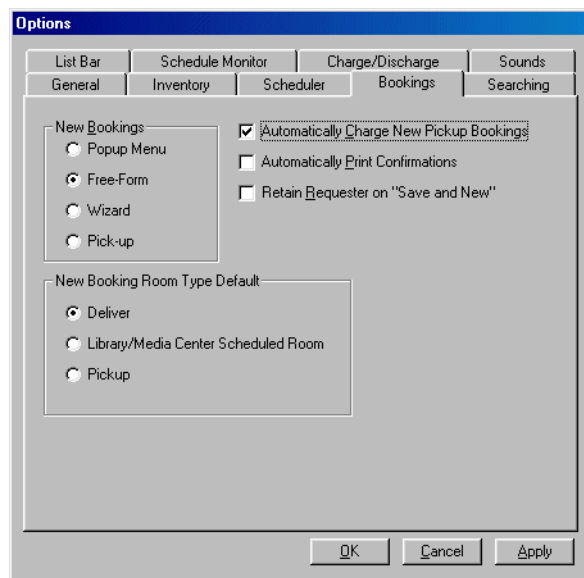 Options
List Bar Schedule Monitor Charge/Discharge Sounds
General Inventory Scheduler Bookings Searching
New Bookings
Popup Menu
Free-Form
Wizard
Pick-up
Automatically Charge New Pickup Bookings
Automatically Print Confirmations
Retain Requester on "Save and New"
New Booking Room Type Default
Deliver
Library/Media Center Scheduled Room
Pickup
OK Cancel Apply